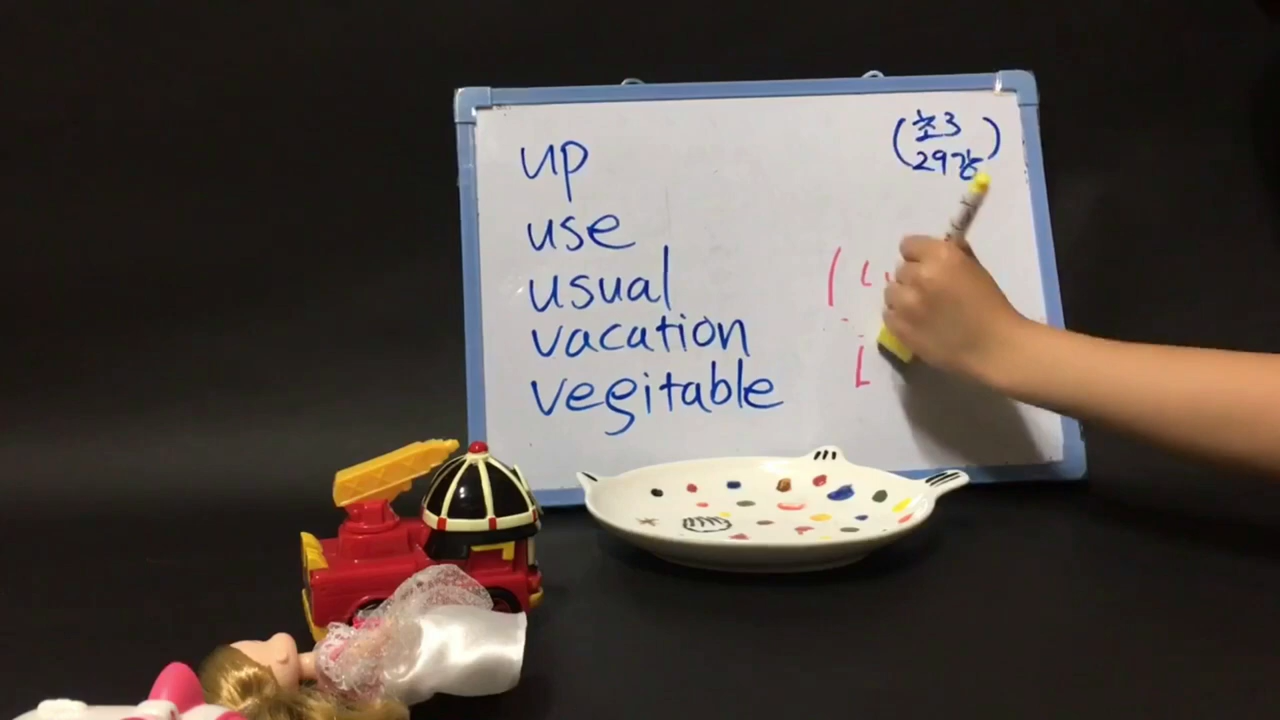 up
use
usual
vacation
vegitable
(초3
29강)